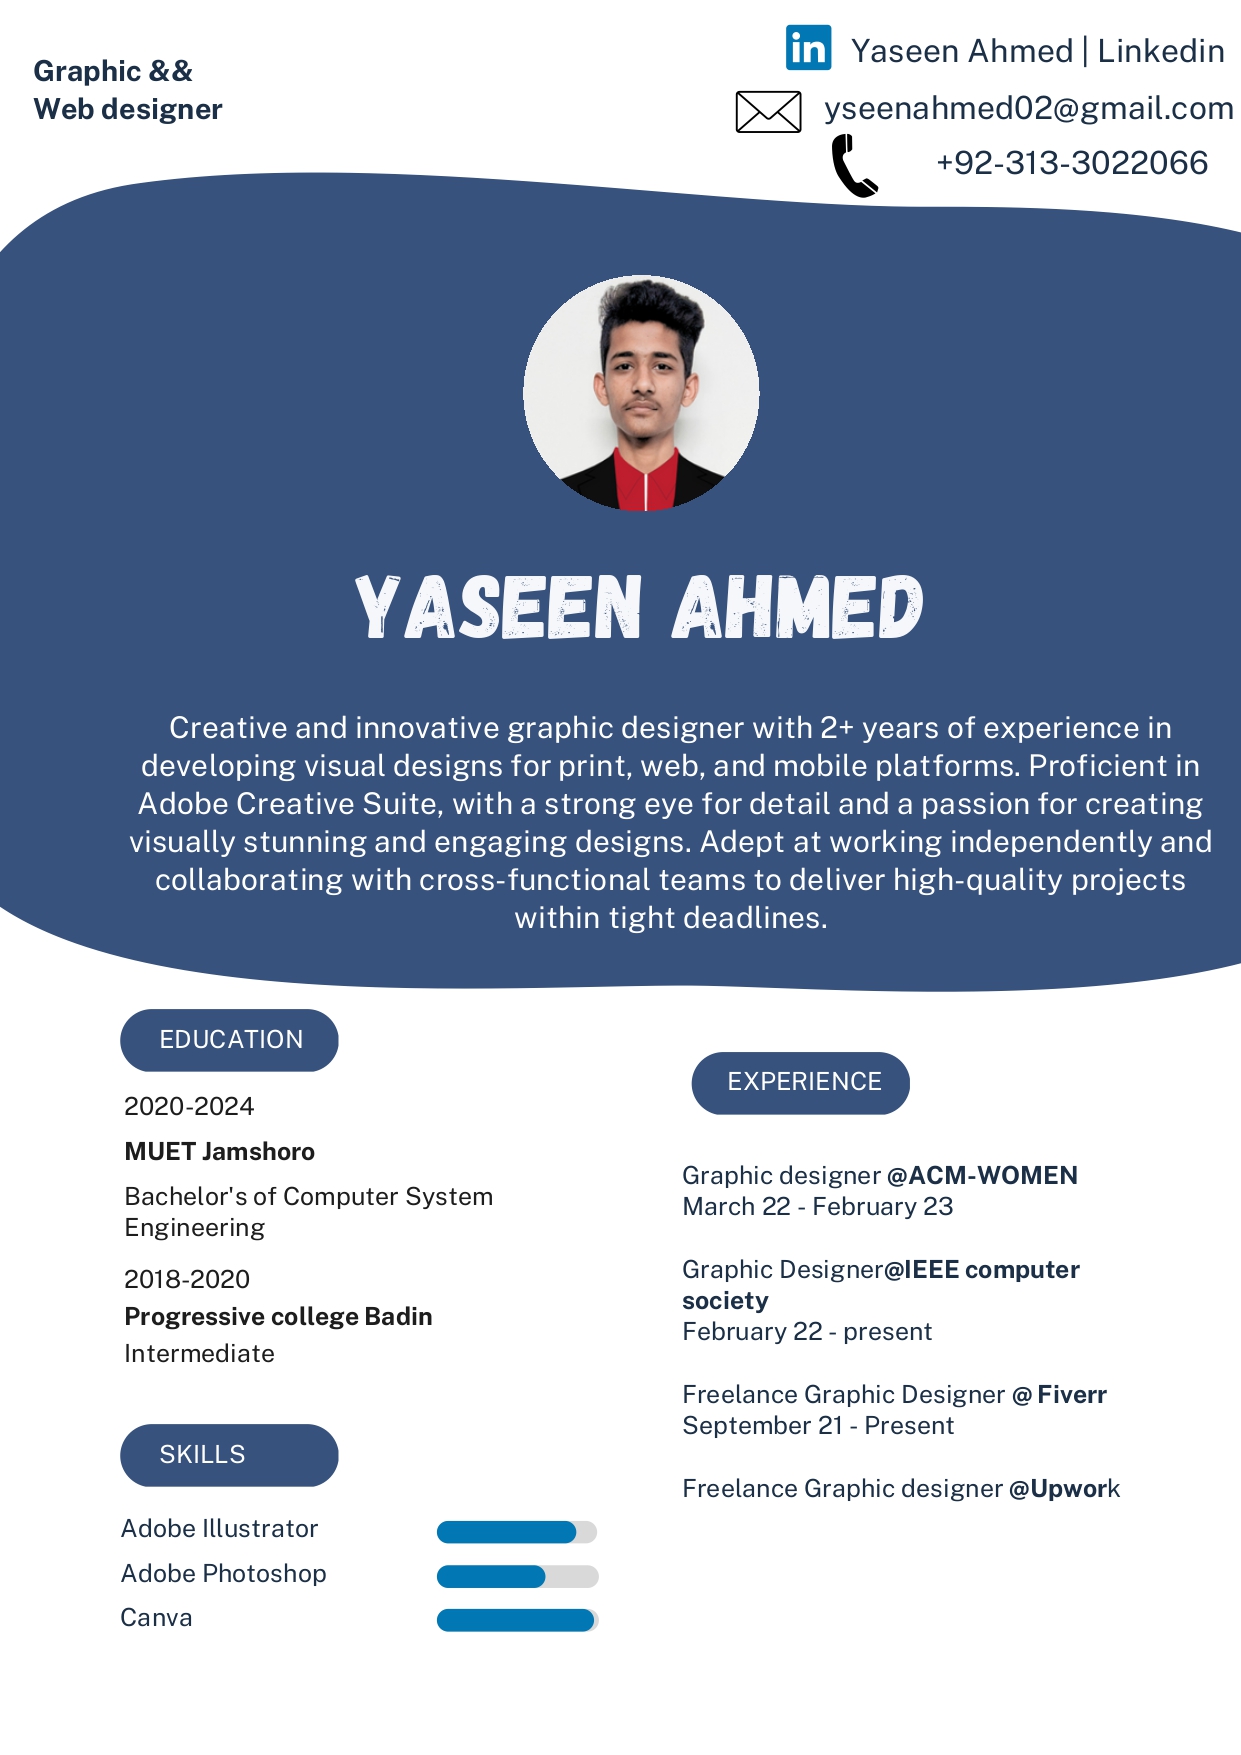 Graphic &&
Web designer
in Yaseen Ahmed | Linkedin
yseenahmed02@gmail.com
+92-313-3022066
YASEEN AHMED
Creative and innovative graphic designer with 2+ years of experience in
developing visual designs for print, web, and mobile platforms. Proficient in
Adobe Creative Suite, with a strong eye for detail and a passion for creating
visually stunning and engaging designs. Adept at working independently and
collaborating with cross-functional teams to deliver high-quality projects
within tight deadlines.
EDUCATION
2020-2024
MUET Jamshoro
Bachelor's of Computer System
Engineering
2018-2020
Progressive college Badin
Intermediate
SKILLS
Adobe Illustrator
Adobe Photoshop
Canva
EXPERIENCE
Graphic designer @ACM-WOMEN
March 22 - February 23
Graphic Designer@IEEE computer
society
February 22 - present
Freelance Graphic Designer @ Fiverr
September 21 - Present
Freelance Graphic designer @Upwork